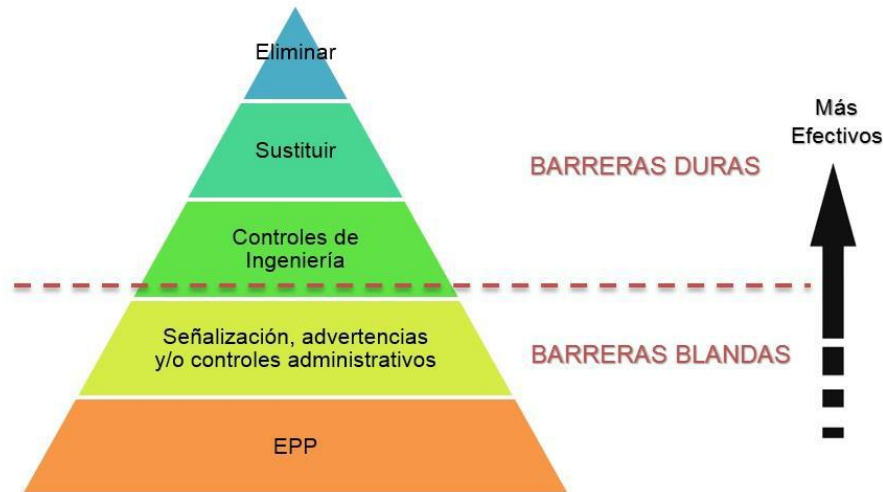 Eliminar
Sustituir
Controles de
Ingeniería
Señalización, advertencias
y/o controles administrativos
EPP
BARRERAS DURAS
BARRERAS BLANDAS
Más
Efectivos